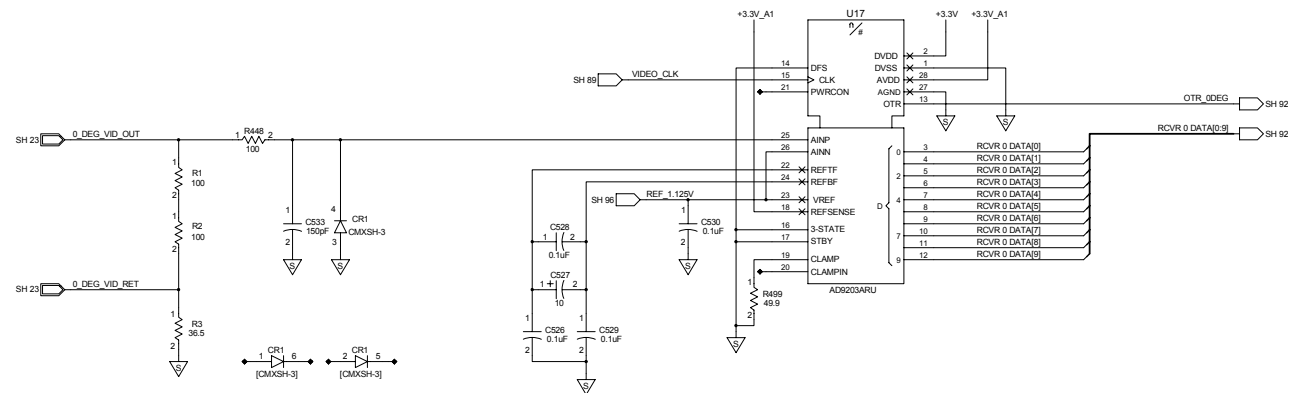 +3.3V_A1
U17
n/#
+3.3V
+3.3V_A1
DVDD 2
DVSS 1
AVDD 28
AGND 27
OTR 13
14 DFS
15 CLK
21 PWRCON
SH 89 VIDEO_CLK
OTR_0DEG SH 92
S
S
RCVR 0 DATA[0:9] SH 92
SH 23 0_DEG_VID_OUT
1 R448 2
100
25 AINP
26 AINN
22 REFTF
24 REFBF
23 VREF
18 REFSENSE
16 3-STATE
17 STBY
19 CLAMP
20 CLAMPIN
D
0 3 RCVR 0 DATA[0]
4 RCVR 0 DATA[1]
2 5 RCVR 0 DATA[2]
6 RCVR 0 DATA[3]
4 7 RCVR 0 DATA[4]
8 RCVR 0 DATA[5]
9 RCVR 0 DATA[6]
7 10 RCVR 0 DATA[7]
11 RCVR 0 DATA[8]
9 12 RCVR 0 DATA[9]
AD9203ARU
1
R1
100
2
1
R2
100
2
1
C533
150pF
2
S
4
CR1
CMXSH-3
3
S
SH 96 REF_1.125V
1
C530
0.1uF
2
S
C528
1 2
0.1uF
C527
1 + 2
10
1
C526
0.1uF
2
1
C529
0.1uF
2
S
1
R499
49.9
2
S
SH 23 0_DEG_VID_RET
1
R3
36.5
2
S
CR1
1 6
[CMXSH-3]
CR1
2 5
[CMXSH-3]